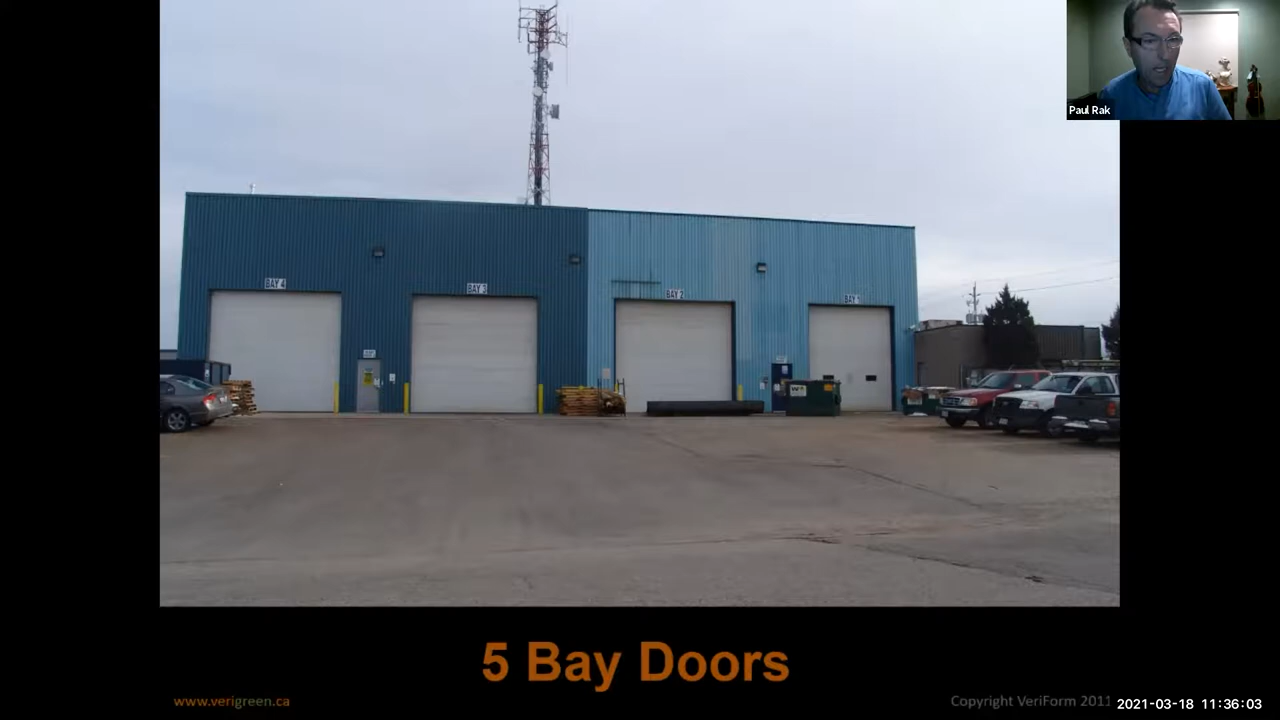 Paul Rak
BAY 4
BAY 3
BAY 2
BAY 1
5 Bay Doors
www.verigreen.ca
Copyright VeriForm 2011
2021-03-18 11:36:03